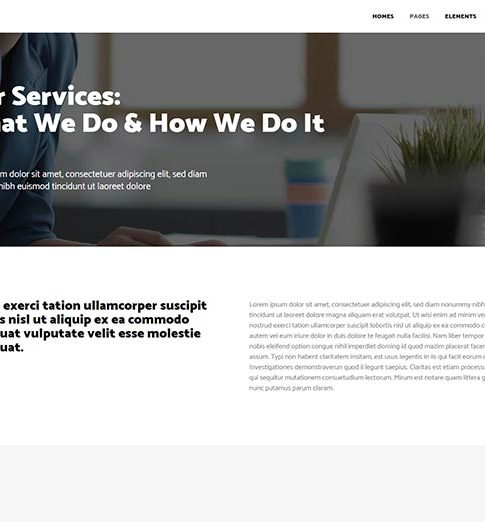 HOMES PAGES ELEMENTS
r Services:
at We Do & How We Do It
m dolor sit amet, consectetuer adipiscing elit, sed diam
nibh euismod tincidunt ut laoreet dolore
exerci tation ullamcorper suscipit
s nisl ut aliquip ex ea commodo
uat vulputate velit esse molestie
uat.
Lorem ipsum dolor sit amet, consectetuer adipiscing elit, sed diam nonummy nibh
tincidunt ut laoreet dolore magna aliquam erat volutpat. Ut wisi enim ad minim ve
nostrud exerci tation ullamcorper suscipit lobortis nisl ut aliquip ex ea commodo c
autem vel eum iriure dolor in duis dolore te feugait nulla facilisi. Nam liber tempor
nobis eleifend option congue nihil imperdiet doming id quod mazim placerat facer
assum. Typi non habent claritatem insitam, est usus legentis in iis qui facit eorum
Investigationes demonstraverun quod ii legunt saepius. Claritas est etiam processu
qui sequitur mutationem consuetudium lectorum. Mirum est notare quam littera g
nunc putamus parum claram.